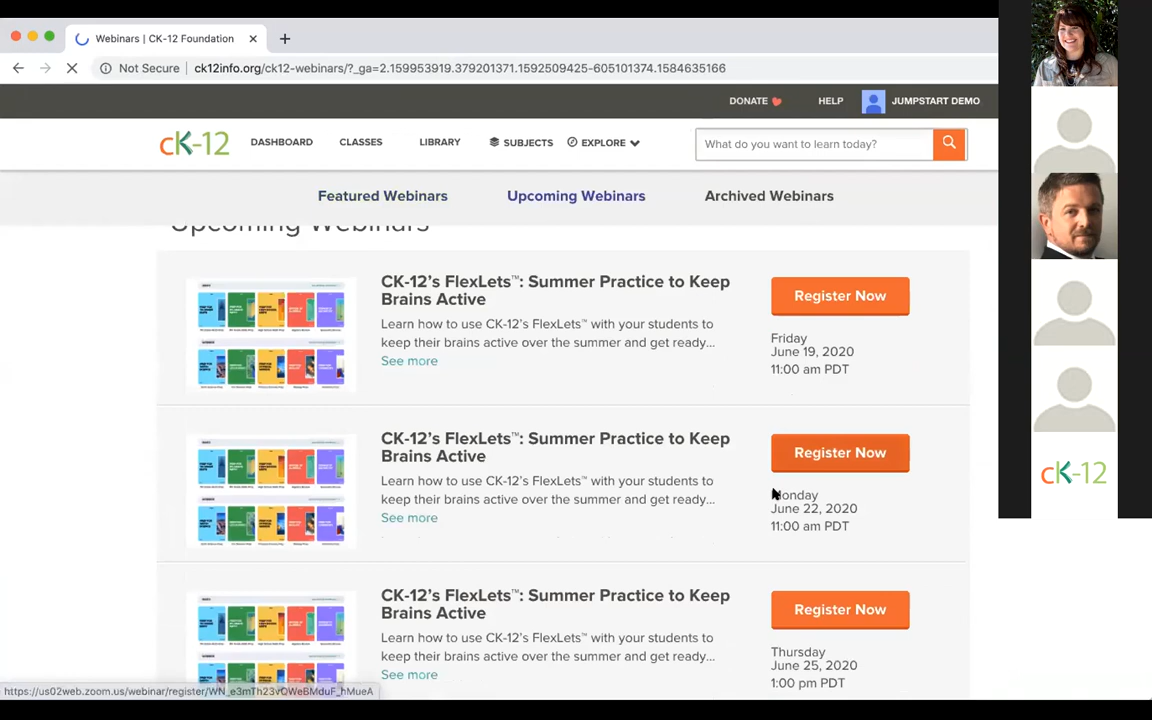 Webinars | CK-12 Foundation
Not Secure ck12info.org/ck12-webinars/?_ga=2.159953919.379201371.1592509425-605101374.1584635166
DONATE HELP JUMPSTART DEMO
cK-12 DASHBOARD CLASSES LIBRARY SUBJECTS EXPLORE What do you want to learn today?
Featured Webinars Upcoming Webinars Archived Webinars
Upcoming Webinars
CK-12's FlexLets™: Summer Practice to Keep
Brains Active
Learn how to use CK-12's FlexLets™ with your students to
keep their brains active over the summer and get ready...
See more
Register Now
Friday
June 19, 2020
11:00 am PDT
CK-12's FlexLets™: Summer Practice to Keep
Brains Active
Learn how to use CK-12's FlexLets™ with your students to
keep their brains active over the summer and get ready...
See more
Register Now
Monday
June 22, 2020
11:00 am PDT
CK-12's FlexLets™: Summer Practice to Keep
Brains Active
Learn how to use CK-12's FlexLets™ with your students to
keep their brains active over the summer and get ready...
See more
Register Now
Thursday
June 25, 2020
1:00 pm PDT
cK-12